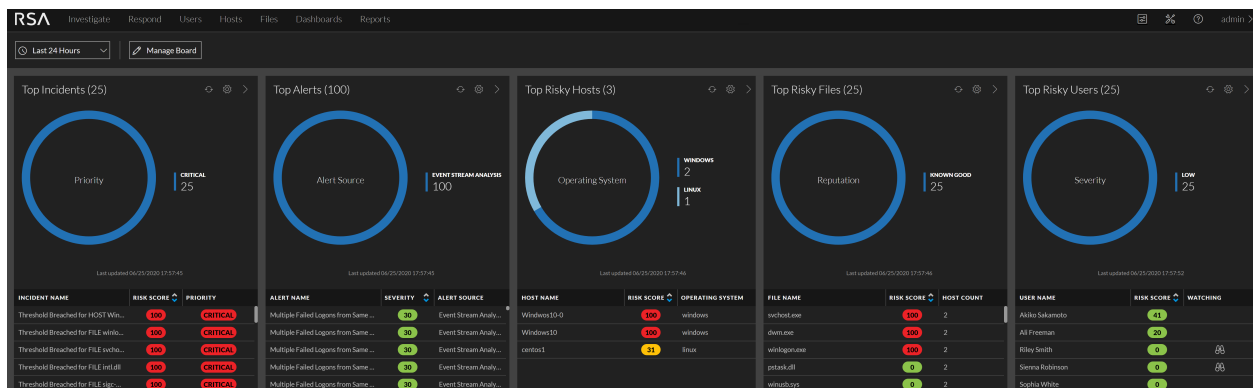 RSA Investigate Respond Users Hosts Files Dashboards Reports admin
Last 24 Hours Manage Board
Top Incidents (25)
Priority
CRITICAL
25
Last updated 06/25/2020 17:57:45
INCIDENT NAME RISK SCORE PRIORITY
Threshold Breached for HOST Win... 100 CRITICAL
Threshold Breached for FILE winlo... 100 CRITICAL
Threshold Breached for FILE svcho... 100 CRITICAL
Threshold Breached for FILE intl.dll 100 CRITICAL
Threshold Breached for FILE sigc-... 100 CRITICAL
Top Alerts (100)
Alert Source
EVENT STREAM ANALYSIS
100
Last updated 06/25/2020 17:57:45
ALERT NAME SEVERITY ALERT SOURCE
Multiple Failed Logons from Same ... 30 Event Stream Analy...
Multiple Failed Logons from Same ... 30 Event Stream Analy...
Multiple Failed Logons from Same ... 30 Event Stream Analy...
Multiple Failed Logons from Same ... 30 Event Stream Analy...
Multiple Failed Logons from Same ... 30 Event Stream Analy...
Top Risky Hosts (3)
Operating System
WINDOWS
2
LINUX
1
Last updated 06/25/2020 17:57:46
HOST NAME RISK SCORE OPERATING SYSTEM
Windwos10-0 100 windows
Windows10 100 windows
centos1 31 linux
Top Risky Files (25)
Reputation
KNOWN GOOD
25
Last updated 06/25/2020 17:57:46
FILE NAME RISK SCORE HOST COUNT
svchost.exe 100 2
dwm.exe 100 2
winlogon.exe 100 2
pstask.dll 0 2
winusb.sys 0 2
Top Risky Users (25)
Severity
LOW
25
Last updated 06/25/2020 17:57:52
USER NAME RISK SCORE WATCHING
Akiko Sakamoto 41
Ali Freeman 20
Riley Smith 0
Sienna Robinson 0
Sophia White 0